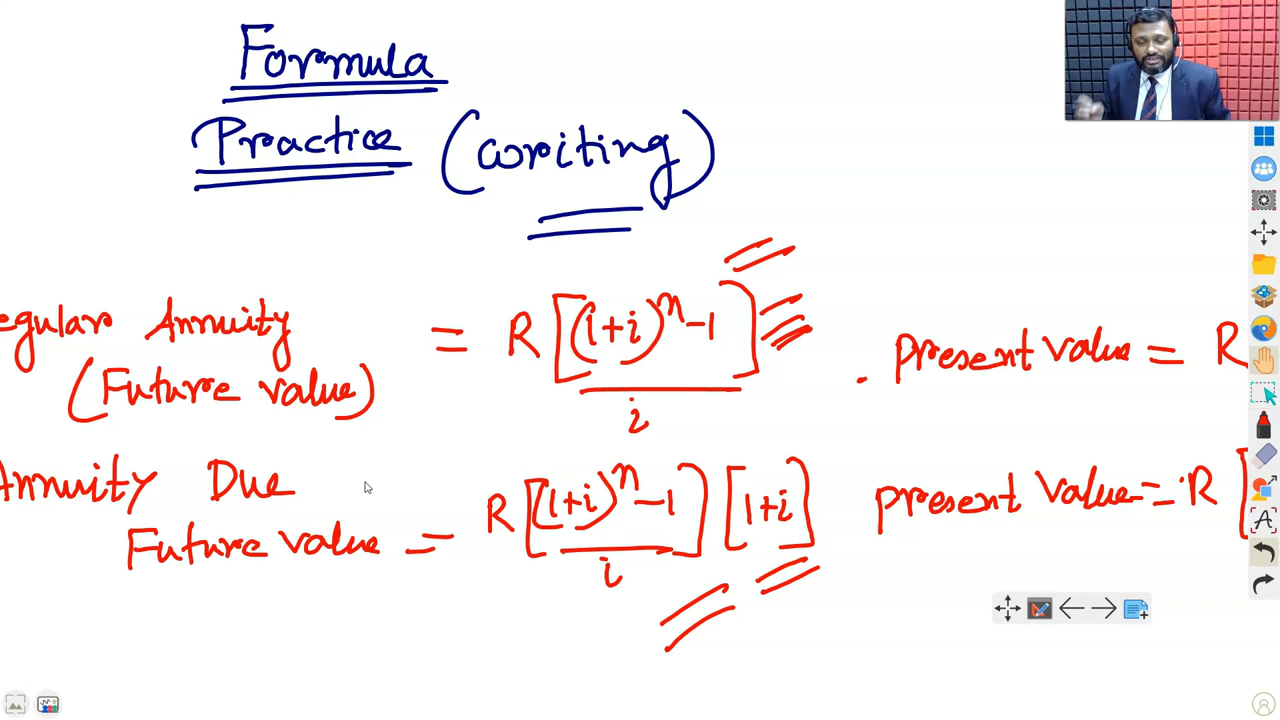 Formula
Practice (writing)
egular Annuity = R[(1+i)^n-1] / i . Present value = R
(Future value)
Annuity Due
Future value = R[(1+i)^n-1] / i [1+i] Present value = R [